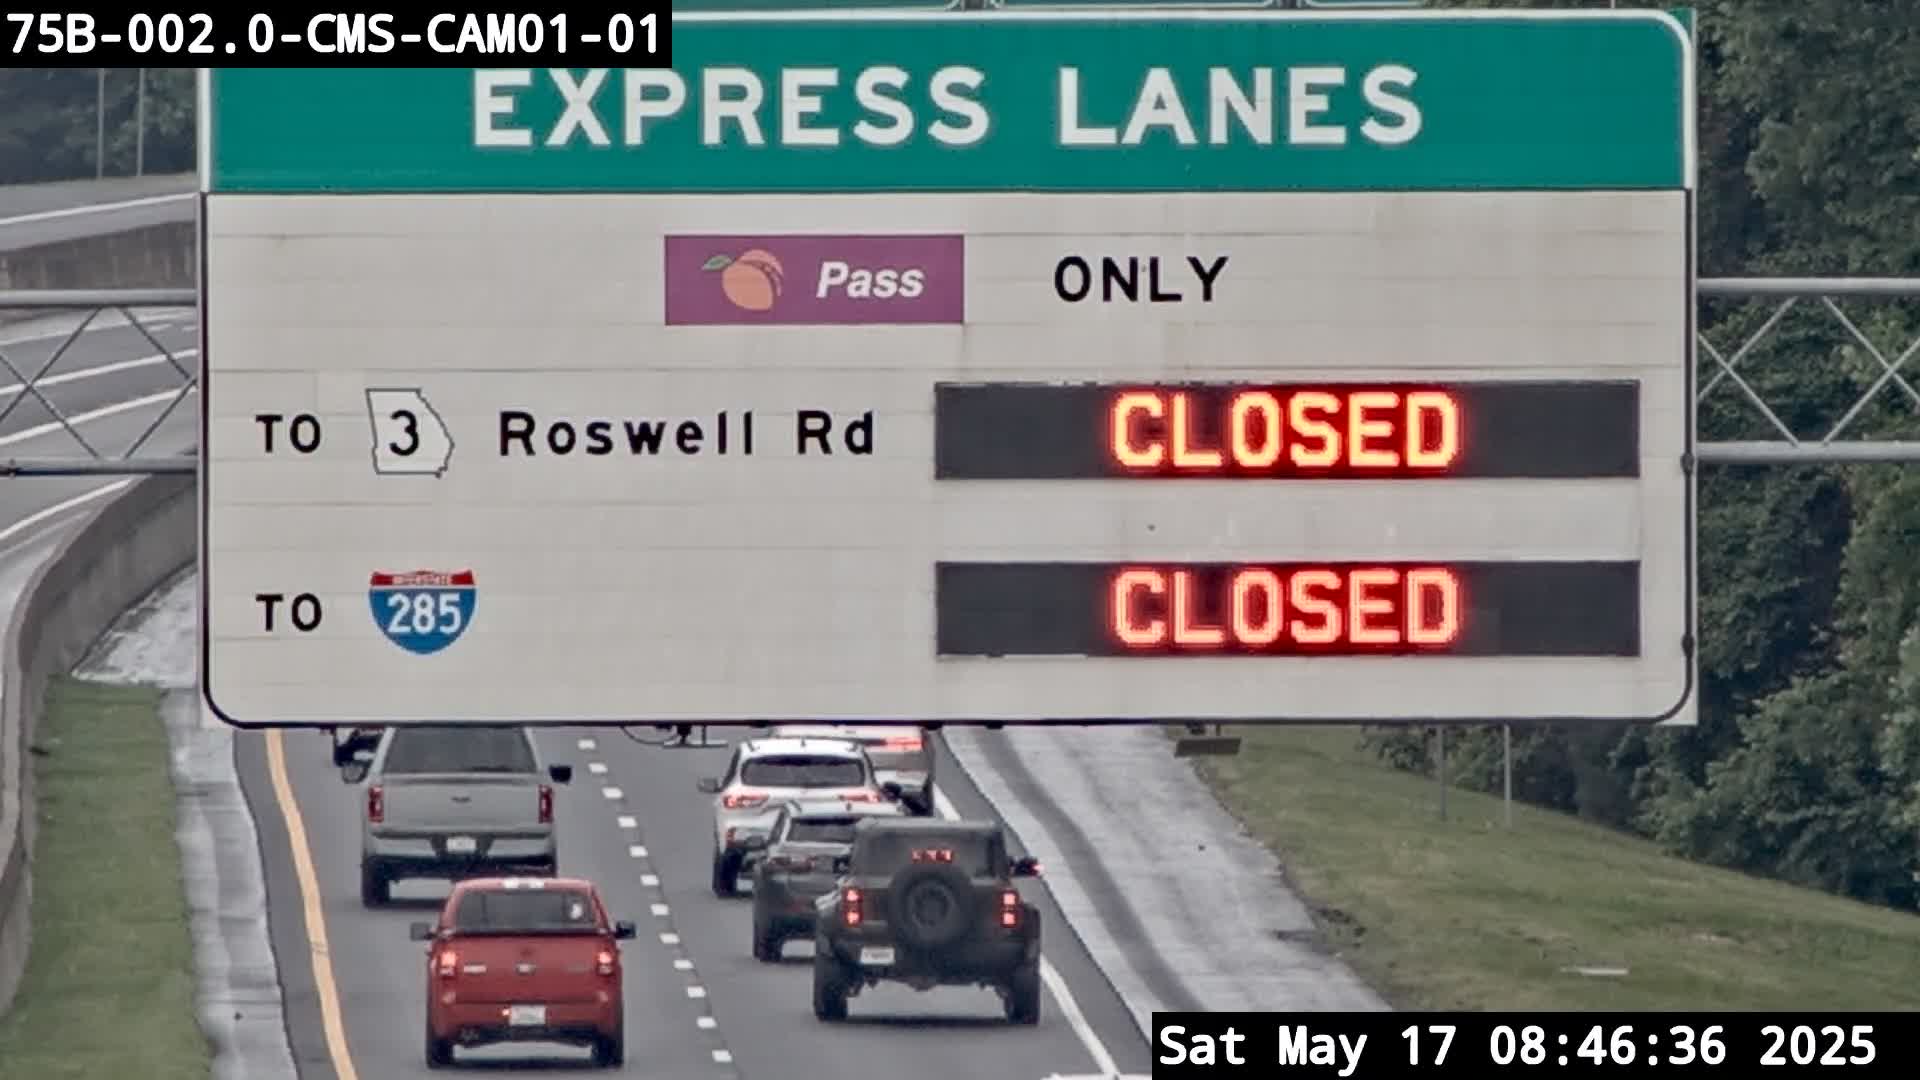 75B-002.0-CMS-CAM01-01
EXPRESS LANES
Pass ONLY
TO 3 Roswell Rd CLOSED
TO INTERSTATE 285 CLOSED
Sat May 17 08:46:36 2025